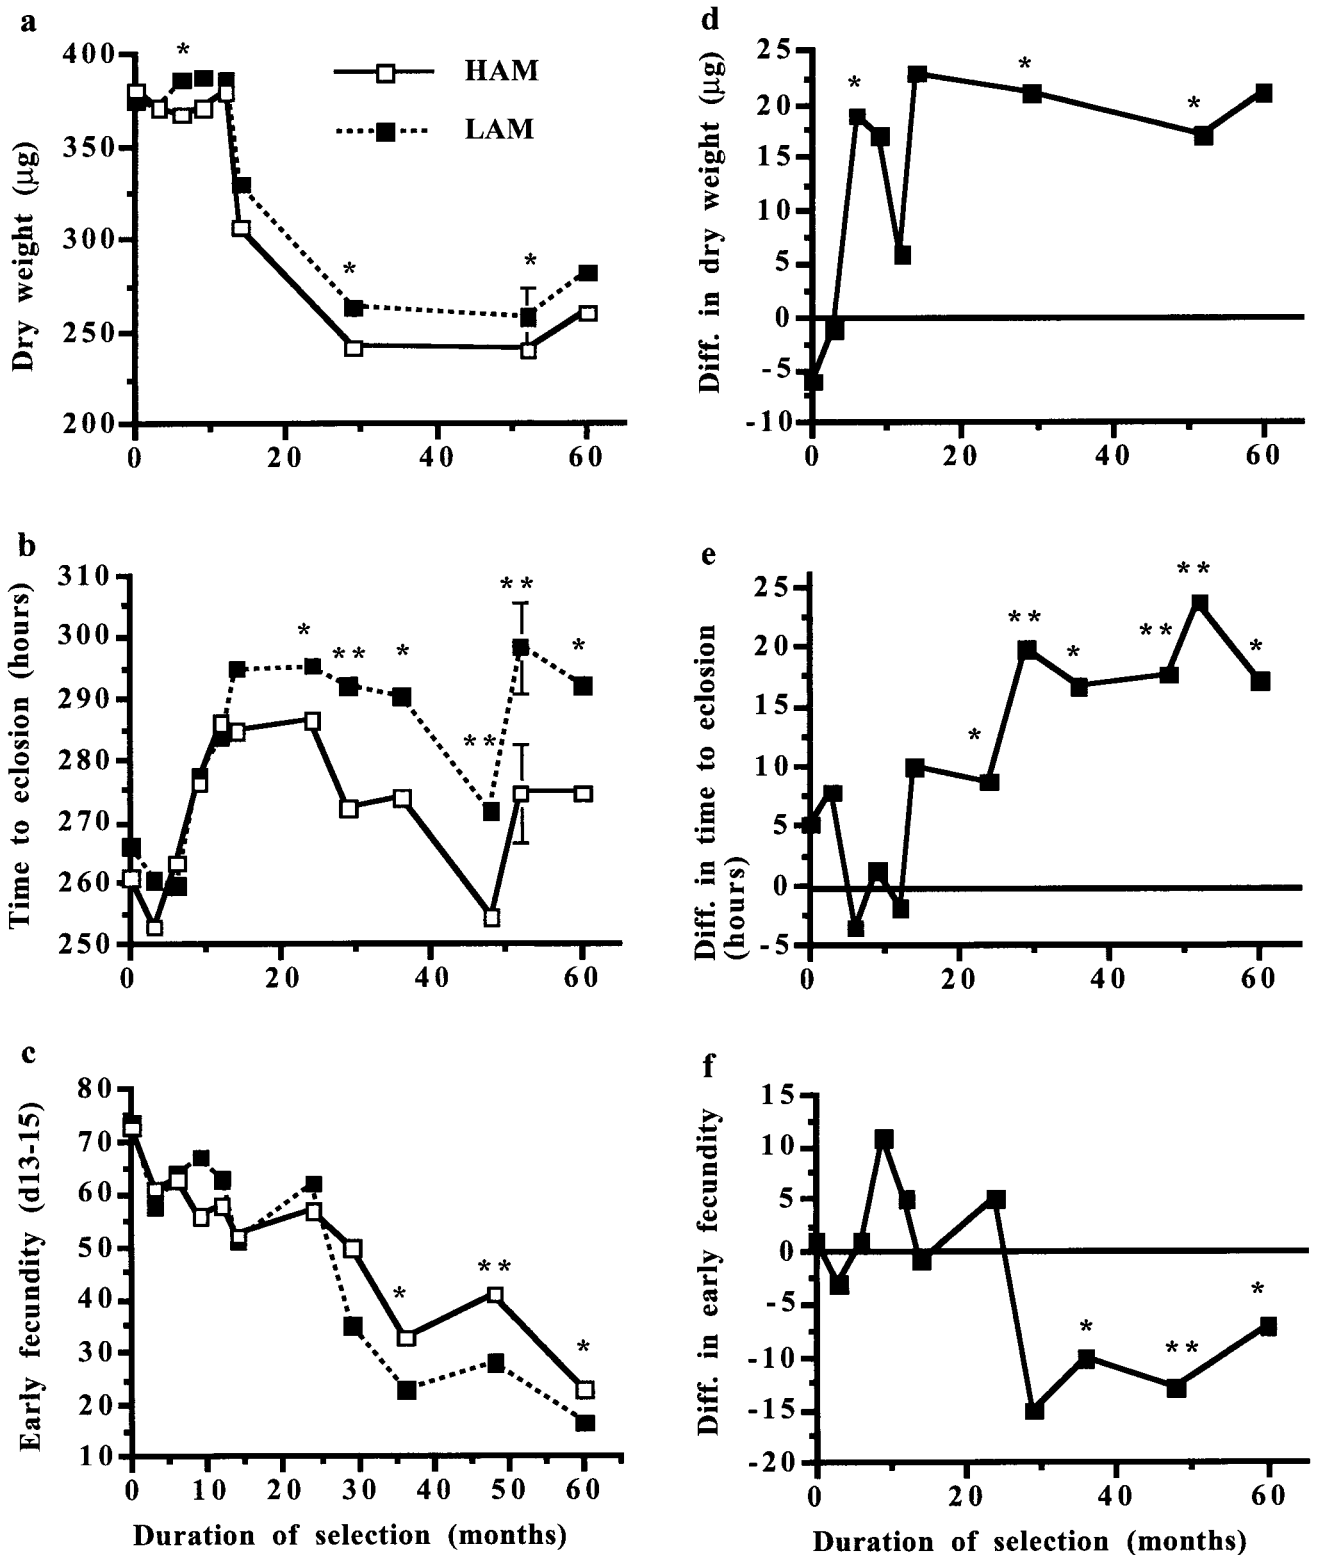 a
400
350
300
250
200
Dry weight (µg)
0 20 40 60
HAM
LAM
*
*
*
d
25
20
15
10
5
0
-5
-10
Diff. in dry weight (µg)
0 20 40 60
*
*
*
b
310
300
290
280
270
260
250
Time to eclosion (hours)
0 20 40 60
*
**
*
**
**
*
e
25
20
15
10
5
0
-5
Diff. in time to eclosion
(hours)
0 20 40 60
*
**
*
**
**
*
c
80
70
60
50
40
30
20
10
Early fecundity (d13-15)
0 10 20 30 40 50 60
Duration of selection (months)
*
**
*
f
15
10
5
0
-5
-10
-15
-20
Diff. in early fecundity
0 20 40 60
Duration of selection (months)
*
**
*